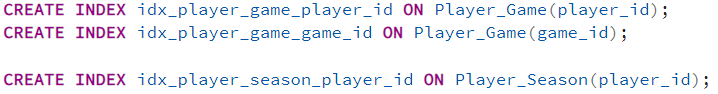 CREATE INDEX idx_player_game_player_id ON Player_Game(player_id);
CREATE INDEX idx_player_game_game_id ON Player_Game(game_id);
CREATE INDEX idx_player_season_player_id ON Player_Season(player_id);